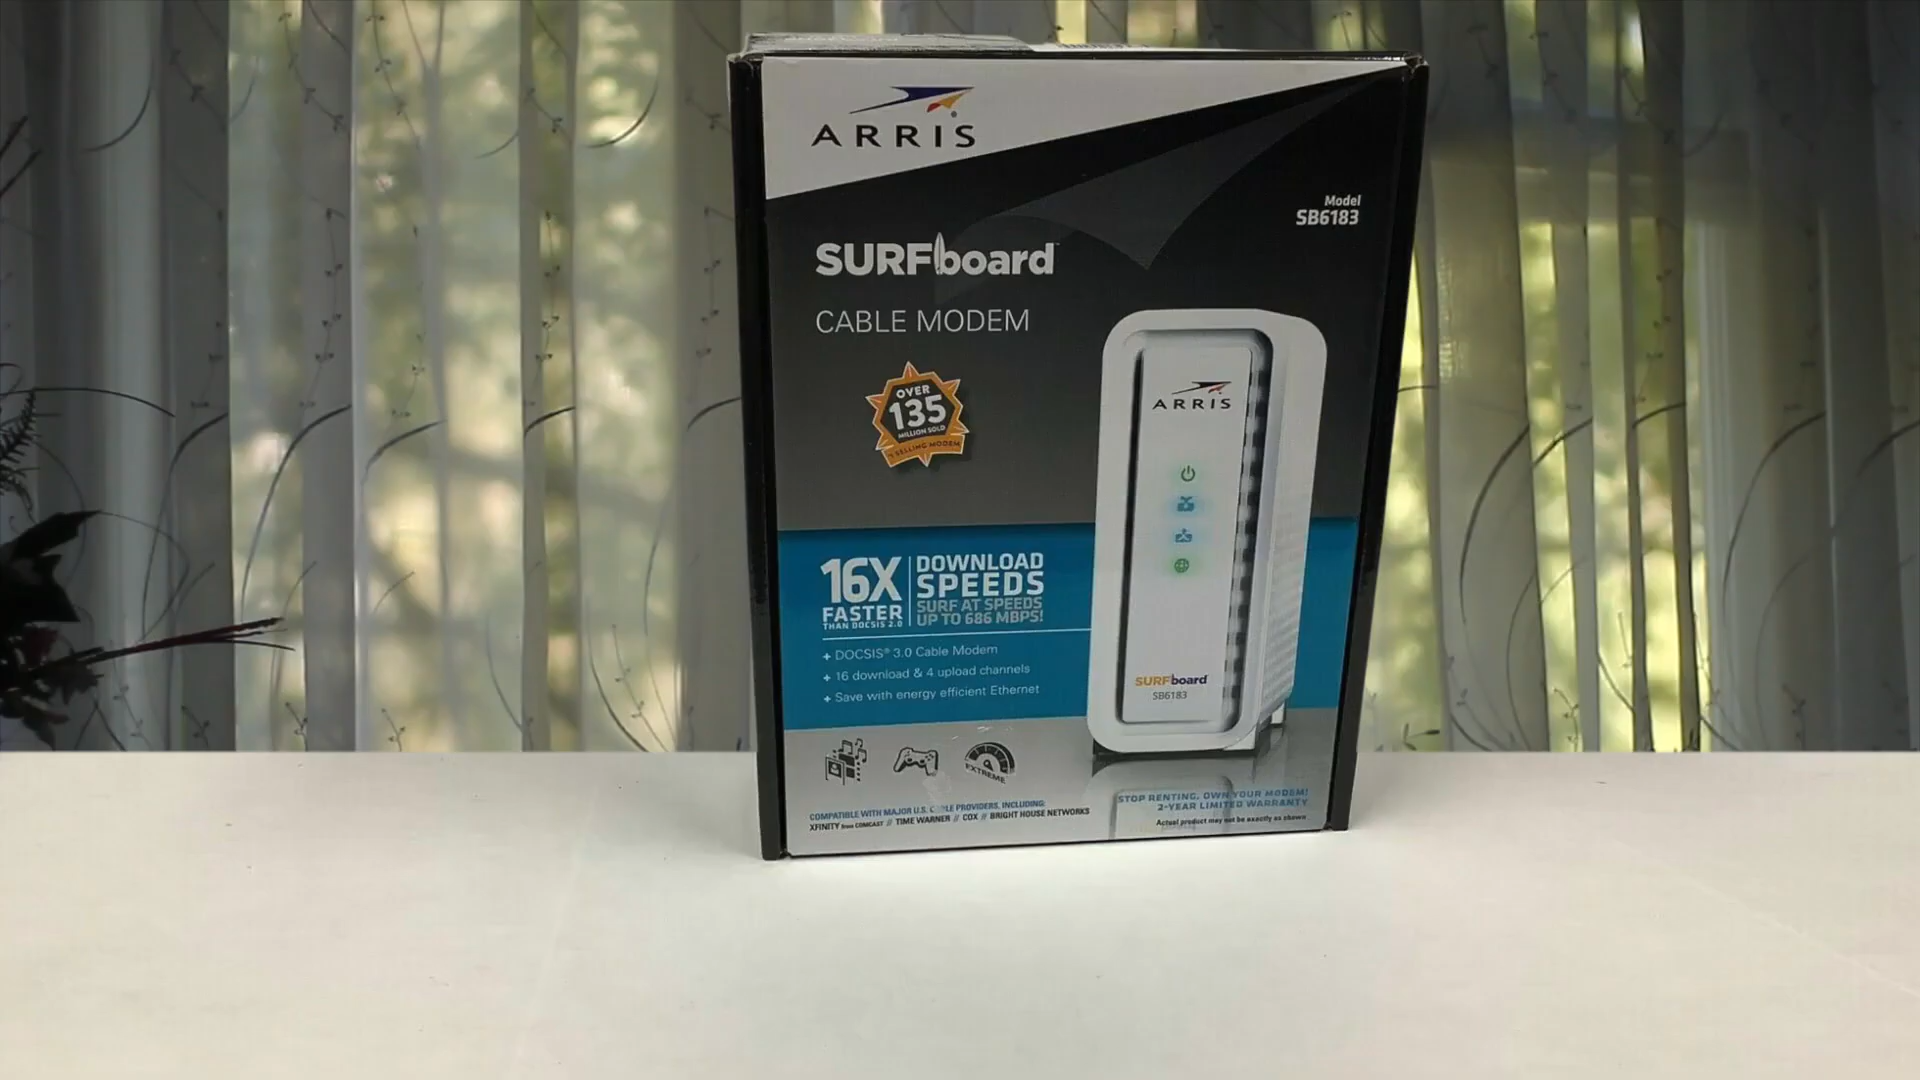 ARRIS
Model
SB6183
SURFboard
CABLE MODEM
OVER
135
MILLION SOLD
SELLING MODEM
ARRIS
16X
FASTER
THAN DOCSIS 2.0
DOWNLOAD
SPEEDS
SURF AT SPEEDS
UP TO 686 MBPS!
+ DOCSIS® 3.0 Cable Modem
+ 16 download & 4 upload channels
+ Save with energy efficient Ethernet
SURFboard
SB6183
EXTREME
COMPATIBLE WITH MAJOR U.S. PROVIDERS, INCLUDING:
XFINITY from COMCAST // TIME WARNER // COX // BRIGHT HOUSE NETWORKS
STOP RENTING. OWN YOUR MODEM!
2-YEAR LIMITED WARRANTY
Actual product may not be exactly as shown